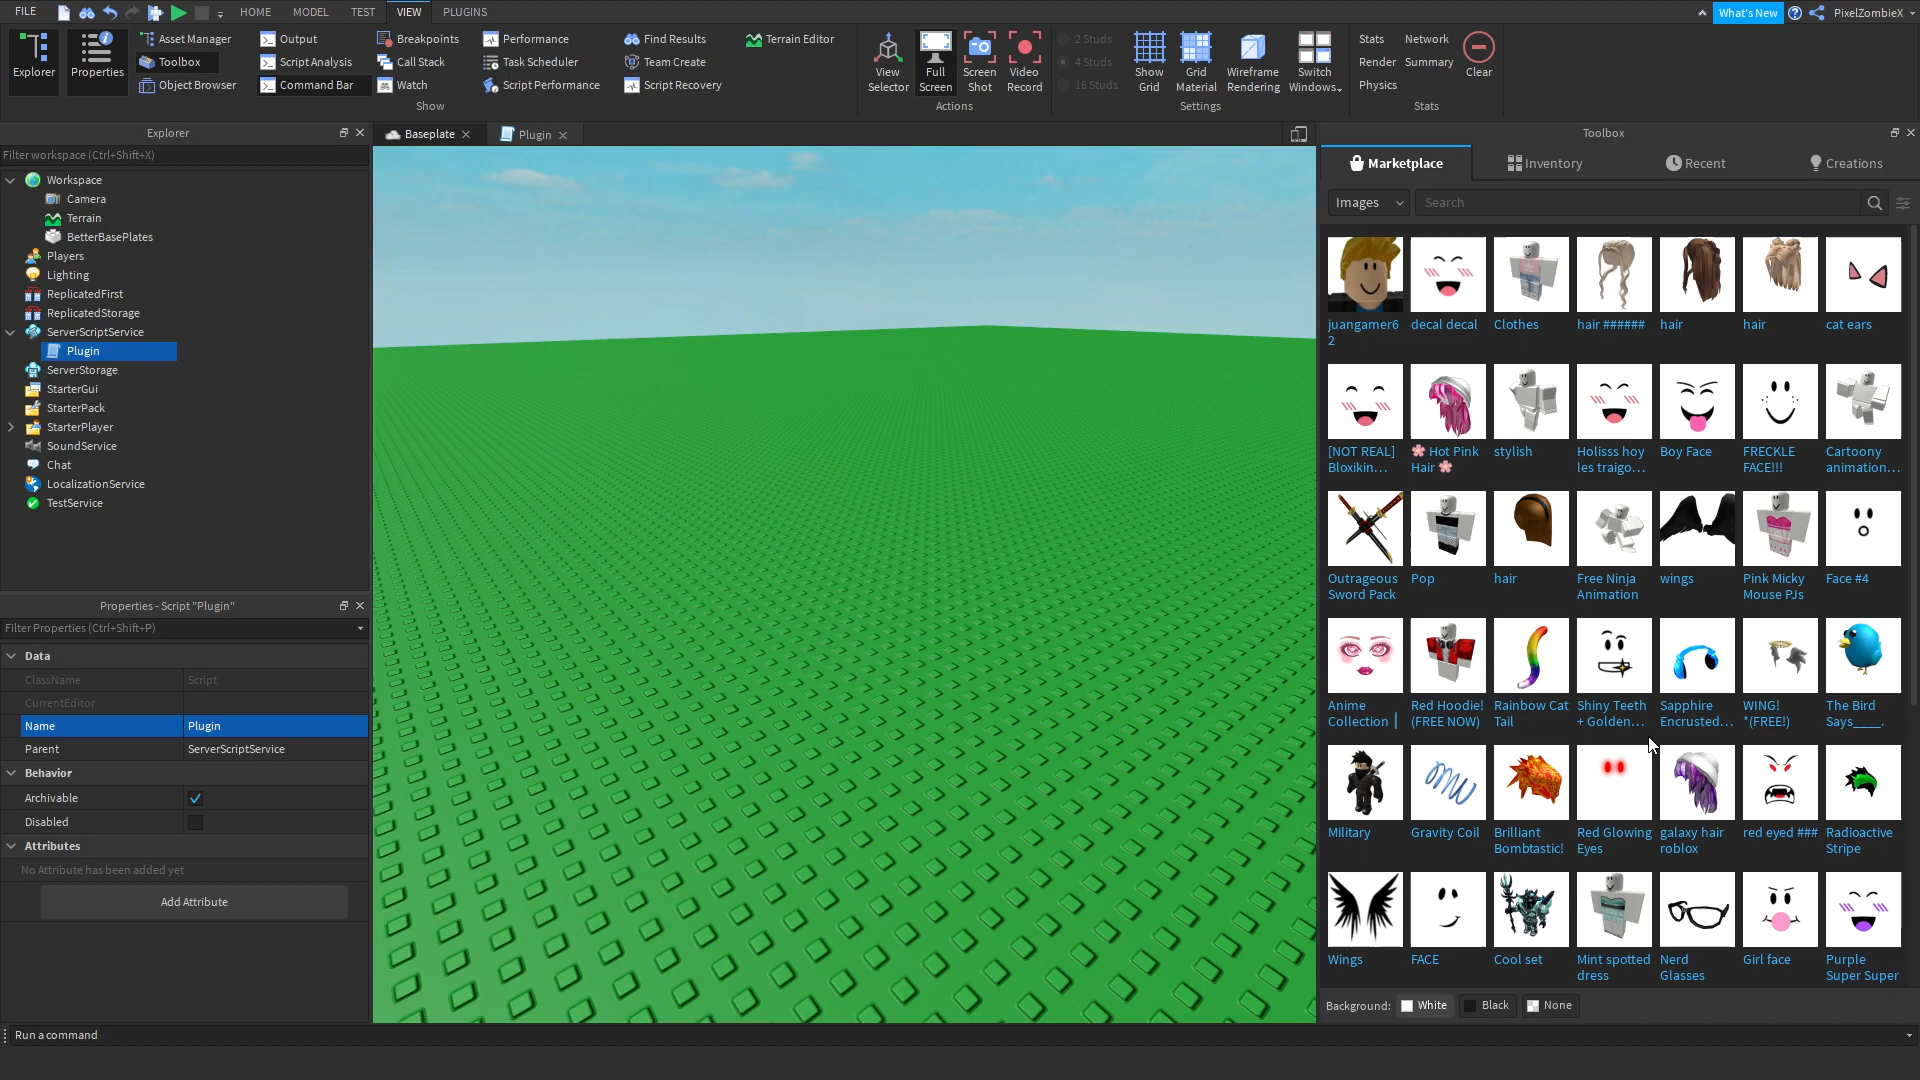 FILE
HOME
MODEL
TEST
VIEW
PLUGINS
What's New
PixelZombieX
Explorer
Properties
Asset Manager
Toolbox
Object Browser
Output
Script Analysis
Command Bar
Breakpoints
Call Stack
Watch
Performance
Task Scheduler
Script Performance
Find Results
Team Create
Script Recovery
Terrain Editor
Show
View
Selector
Full
Screen
Screen
Shot
Video
Record
Actions
2 Studs
4 Studs
16 Studs
Show
Grid
Grid
Material
Wireframe
Rendering
Switch
Windows
Settings
Stats
Network
Render
Summary
Physics
Clear
Stats
Explorer
Filter workspace (Ctrl+Shift+X)
Workspace
Camera
Terrain
BetterBasePlates
Players
Lighting
ReplicatedFirst
ReplicatedStorage
ServerScriptService
Plugin
ServerStorage
StarterGui
StarterPack
StarterPlayer
SoundService
Chat
LocalizationService
TestService
Properties - Script "Plugin"
Filter Properties (Ctrl+Shift+P)
Data
ClassName Script
CurrentEditor
Name Plugin
Parent ServerScriptService
Behavior
Archivable
Disabled
Attributes
No Attribute has been added yet
Add Attribute
Baseplate
Plugin
Toolbox
Marketplace
Inventory
Recent
Creations
Images
Search
juangamer6
2
decal decal
Clothes
hair ######
hair
hair
cat ears
[NOT REAL]
Bloxikin...
🌸 Hot Pink
Hair 🌸
stylish
Holisss hoy
les traigo...
Boy Face
FRECKLE
FACE!!!
Cartoony
animation...
Outrageous
Sword Pack
Pop
hair
Free Ninja
Animation
wings
Pink Micky
Mouse PJs
Face #4
Anime
Collection |
Red Hoodie!
(FREE NOW)
Rainbow Cat
Tail
Shiny Teeth
+ Golden...
Sapphire
Encrusted...
WING!
*(FREE!)
The Bird
Says____.
Military
Gravity Coil
Brilliant
Bombtastic!
Red Glowing
Eyes
galaxy hair
roblox
red eyed ###
Radioactive
Stripe
Wings
FACE
Cool set
Mint spotted
dress
Nerd
Glasses
Girl face
Purple
Super Super
Background:
White
Black
None
Run a command